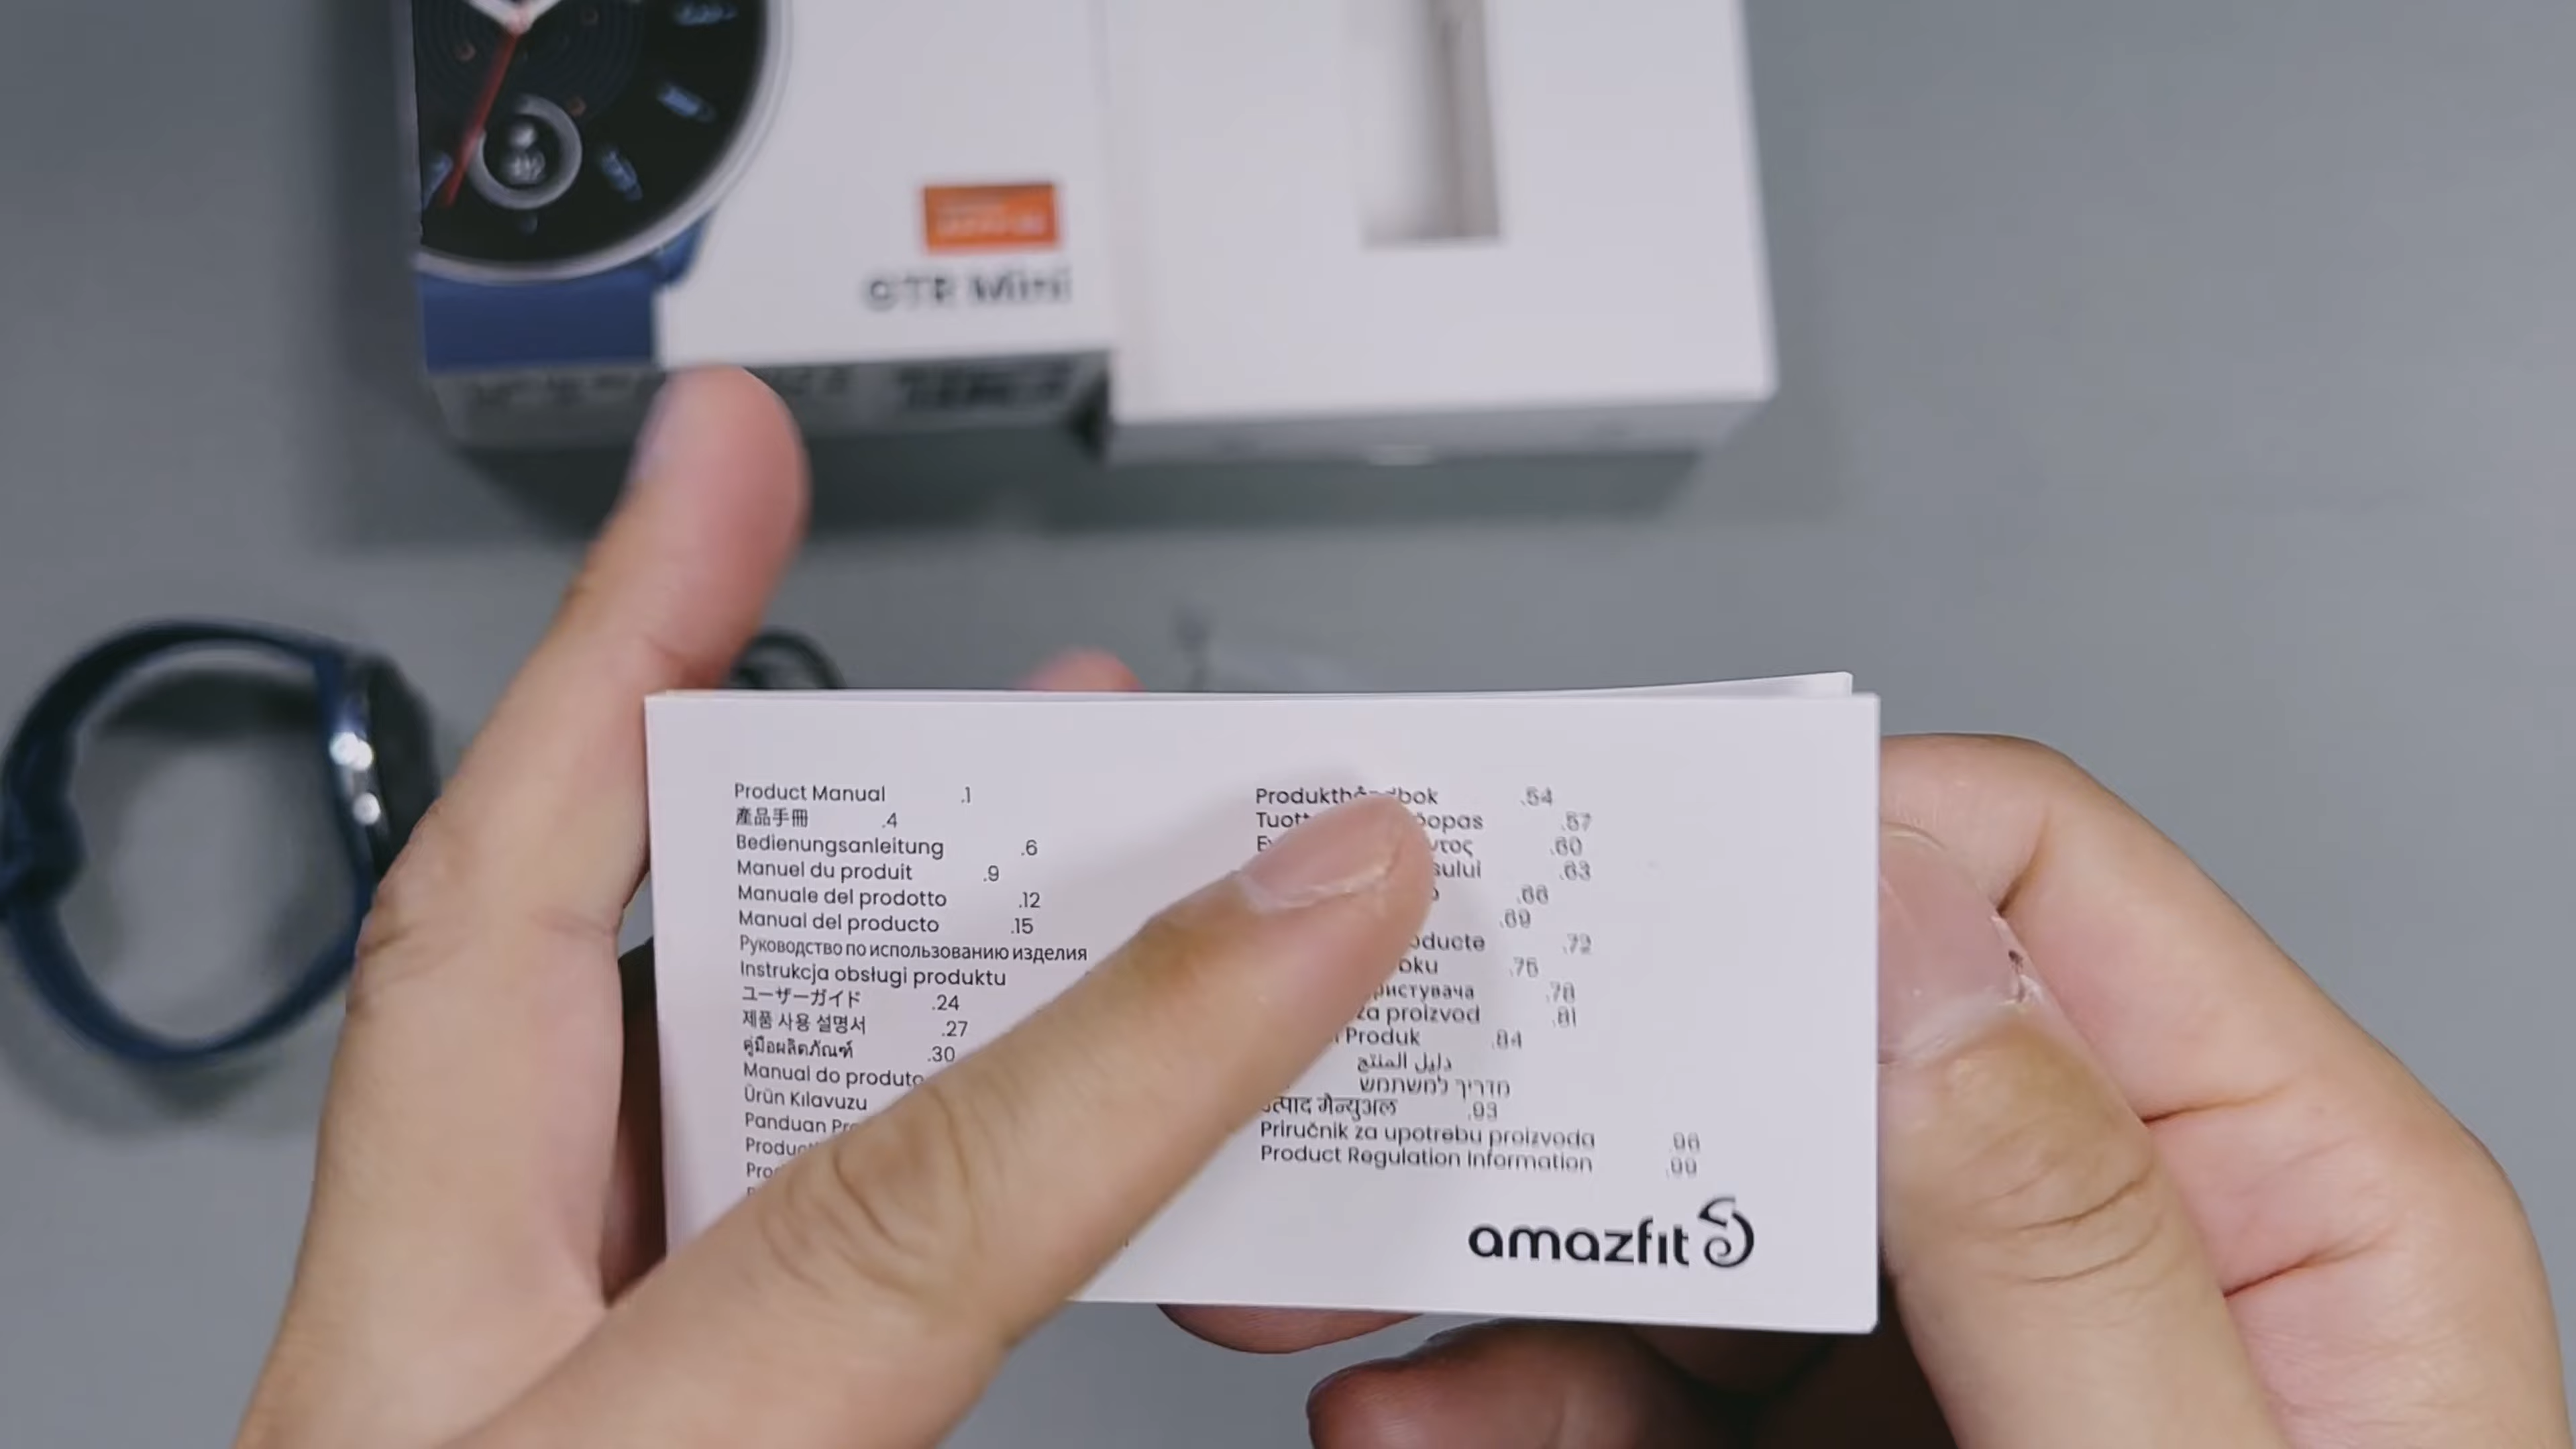 GTR Mini
Product Manual .1
產品手冊 .4
Bedienungsanleitung .6
Manuel du produit .9
Manuale del prodotto .12
Manual del producto .15
Руководство по использованию изделия
Instrukcja obsługi produktu
ユーザーガイド .24
제품 사용 설명서 .27
คู่มือผลิตภัณฑ์ .30
Manual do produto
Ürün Kılavuzu
Panduan
.54
.57
.60
.63
.66
.69
.72
.75
.78
za proizvod .81
Produk .84
دليل المنتج
מדריך למשתמש
मैन्युअल .93
Priručnik za upotrebu proizvoda .96
Product Regulation Information .99
amazfit